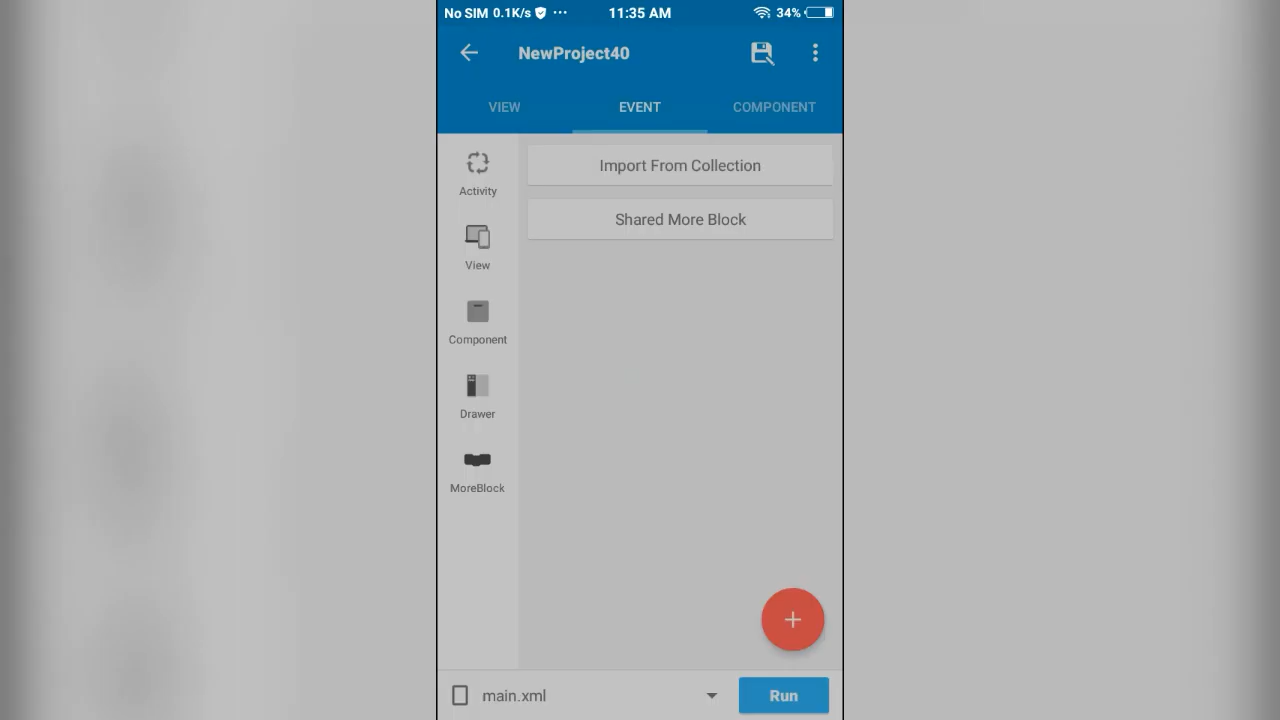 No SIM 0.1K/s ... 11:35 AM 34%
NewProject40
VIEW EVENT COMPONENT
Import From Collection
Activity
Shared More Block
View
Component
Drawer
MoreBlock
+
main.xml Run